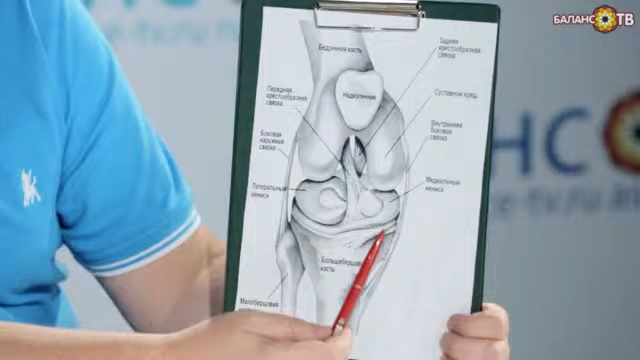 БАЛАНС ТВ
Бедренная кость
Задняя
крестообразная
связка
Передняя
крестообразная
связка
Надколенник
Суставной хрящ
Боковая
наружная
связка
Внутренняя
боковая
связка
Латеральный
мениск
Медиальный
мениск
Большеберцовая
кость
Малоберцовая